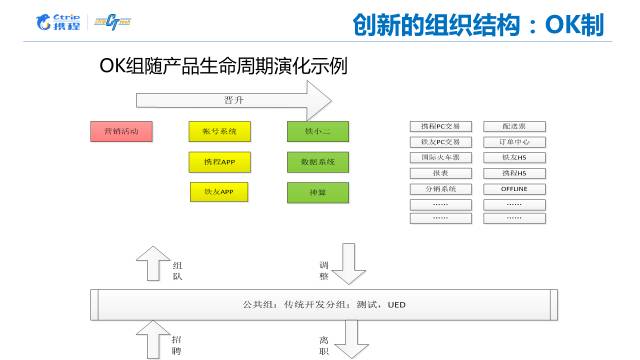 Ctrip
携程
CT
创新的组织结构：OK制
OK组随产品生命周期演化示例
晋升
营销活动
帐号系统
铁小二
携程PC交易
配送票
携程APP
数据系统
铁友PC交易
订单中心
国际火车票
铁友H5
报表
携程H5
铁友APP
神算
分销系统
OFFLINE
……
……
……
……
组队
调整
公共组：传统开发分组：测试，UED
招聘
离职